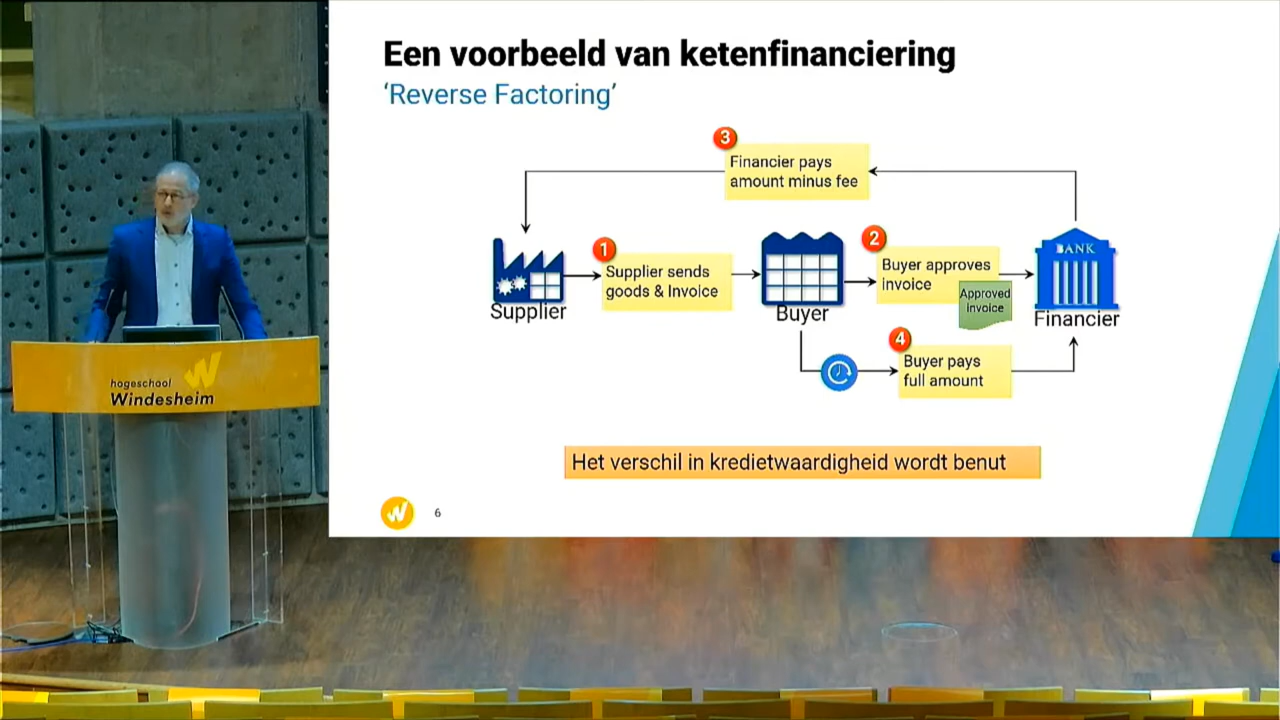 Een voorbeeld van ketenfinanciering
‘Reverse Factoring’
3
Financier pays
amount minus fee
1
Supplier sends
goods & Invoice
2
Buyer approves
invoice
Approved
invoice
BANK
Supplier
Buyer
Financier
4
Buyer pays
full amount
Het verschil in kredietwaardigheid wordt benut
6
hogeschool
Windesheim